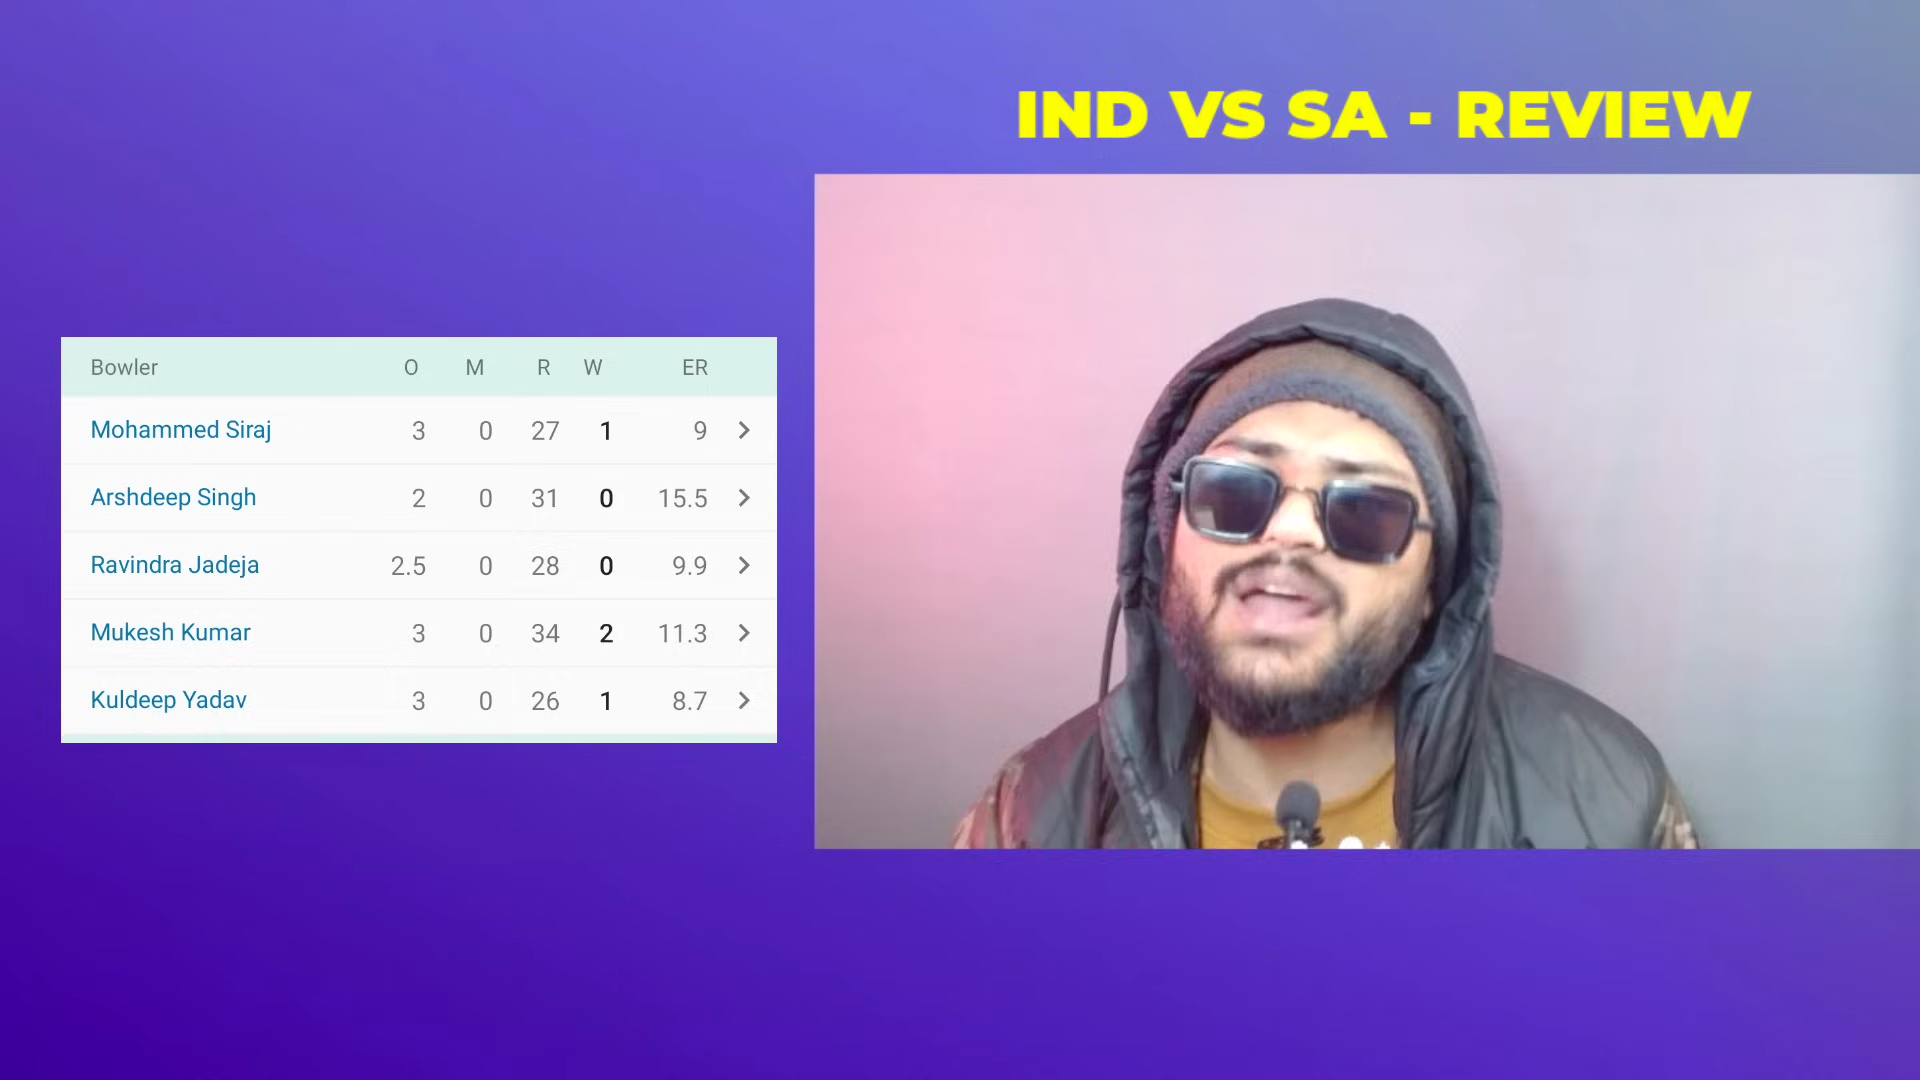 IND VS SA - REVIEW
Bowler O M R W ER
Mohammed Siraj 3 0 27 1 9
Arshdeep Singh 2 0 31 0 15.5
Ravindra Jadeja 2.5 0 28 0 9.9
Mukesh Kumar 3 0 34 2 11.3
Kuldeep Yadav 3 0 26 1 8.7